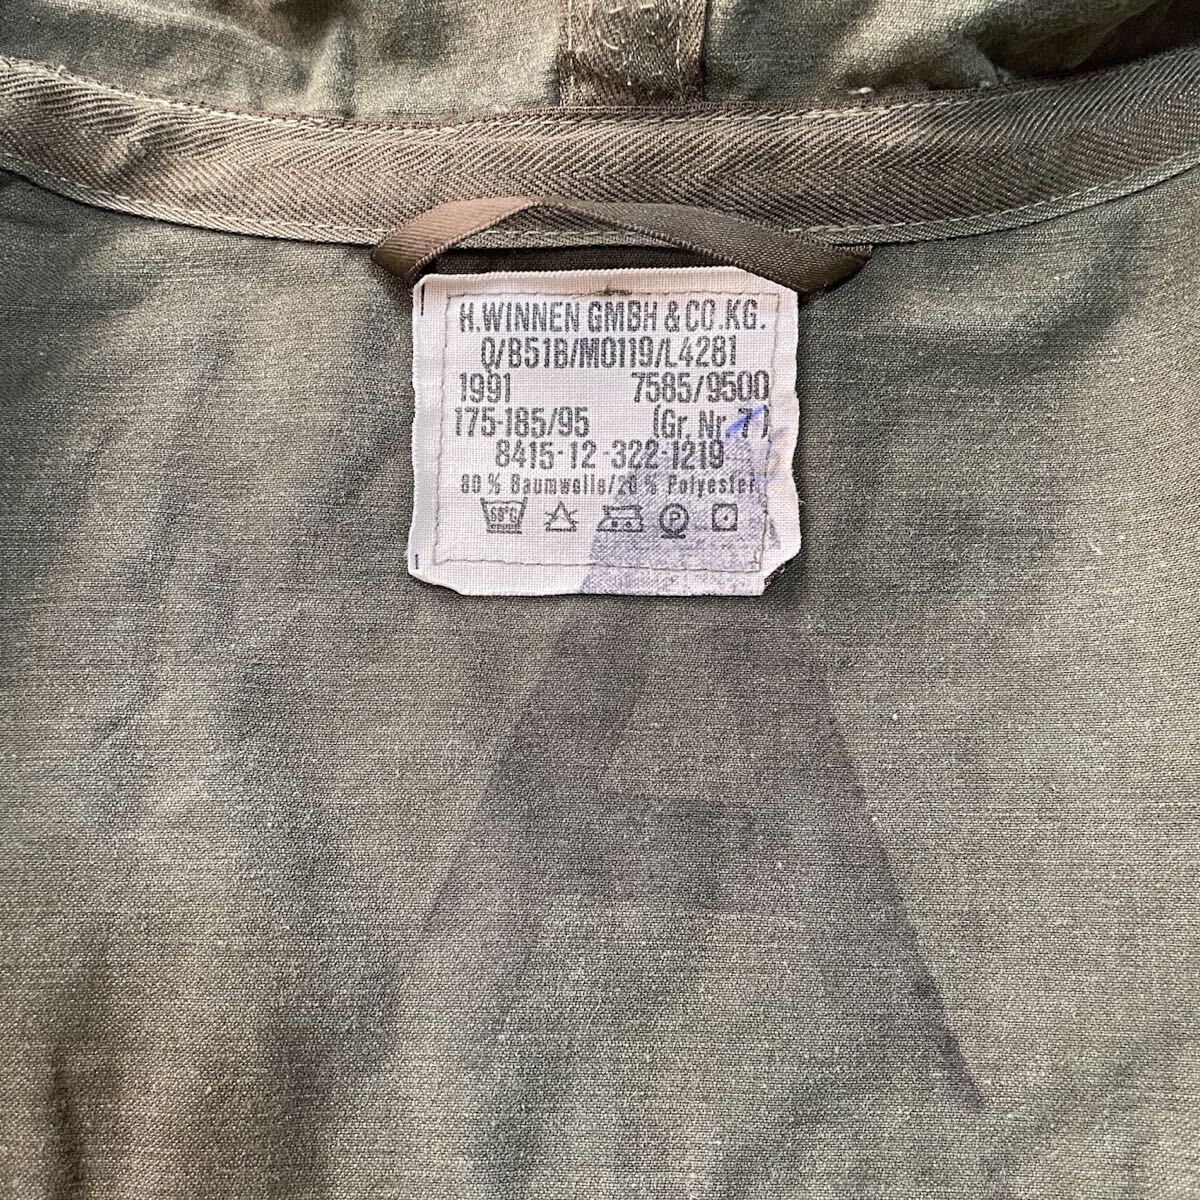 H.WINNEN GMBH & CO.KG.
Q/B51B/M0119/L4281
1991 7585/9500
175-185/95 (Gr. Nr. 7)
8415-12-322-1219
80 % Baumwolle/20 % Polyester
60°C
P